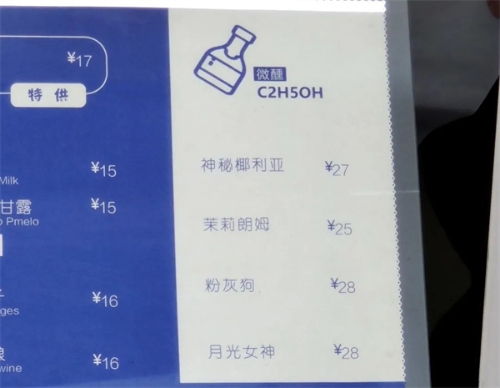 ¥17
特供
¥15
Milk
甘露 ¥15
Pmelo
¥16
ges
¥16
wine
微醺
C2H5OH
神秘椰利亚 ¥27
茉莉朗姆 ¥25
粉灰狗 ¥28
月光女神 ¥28